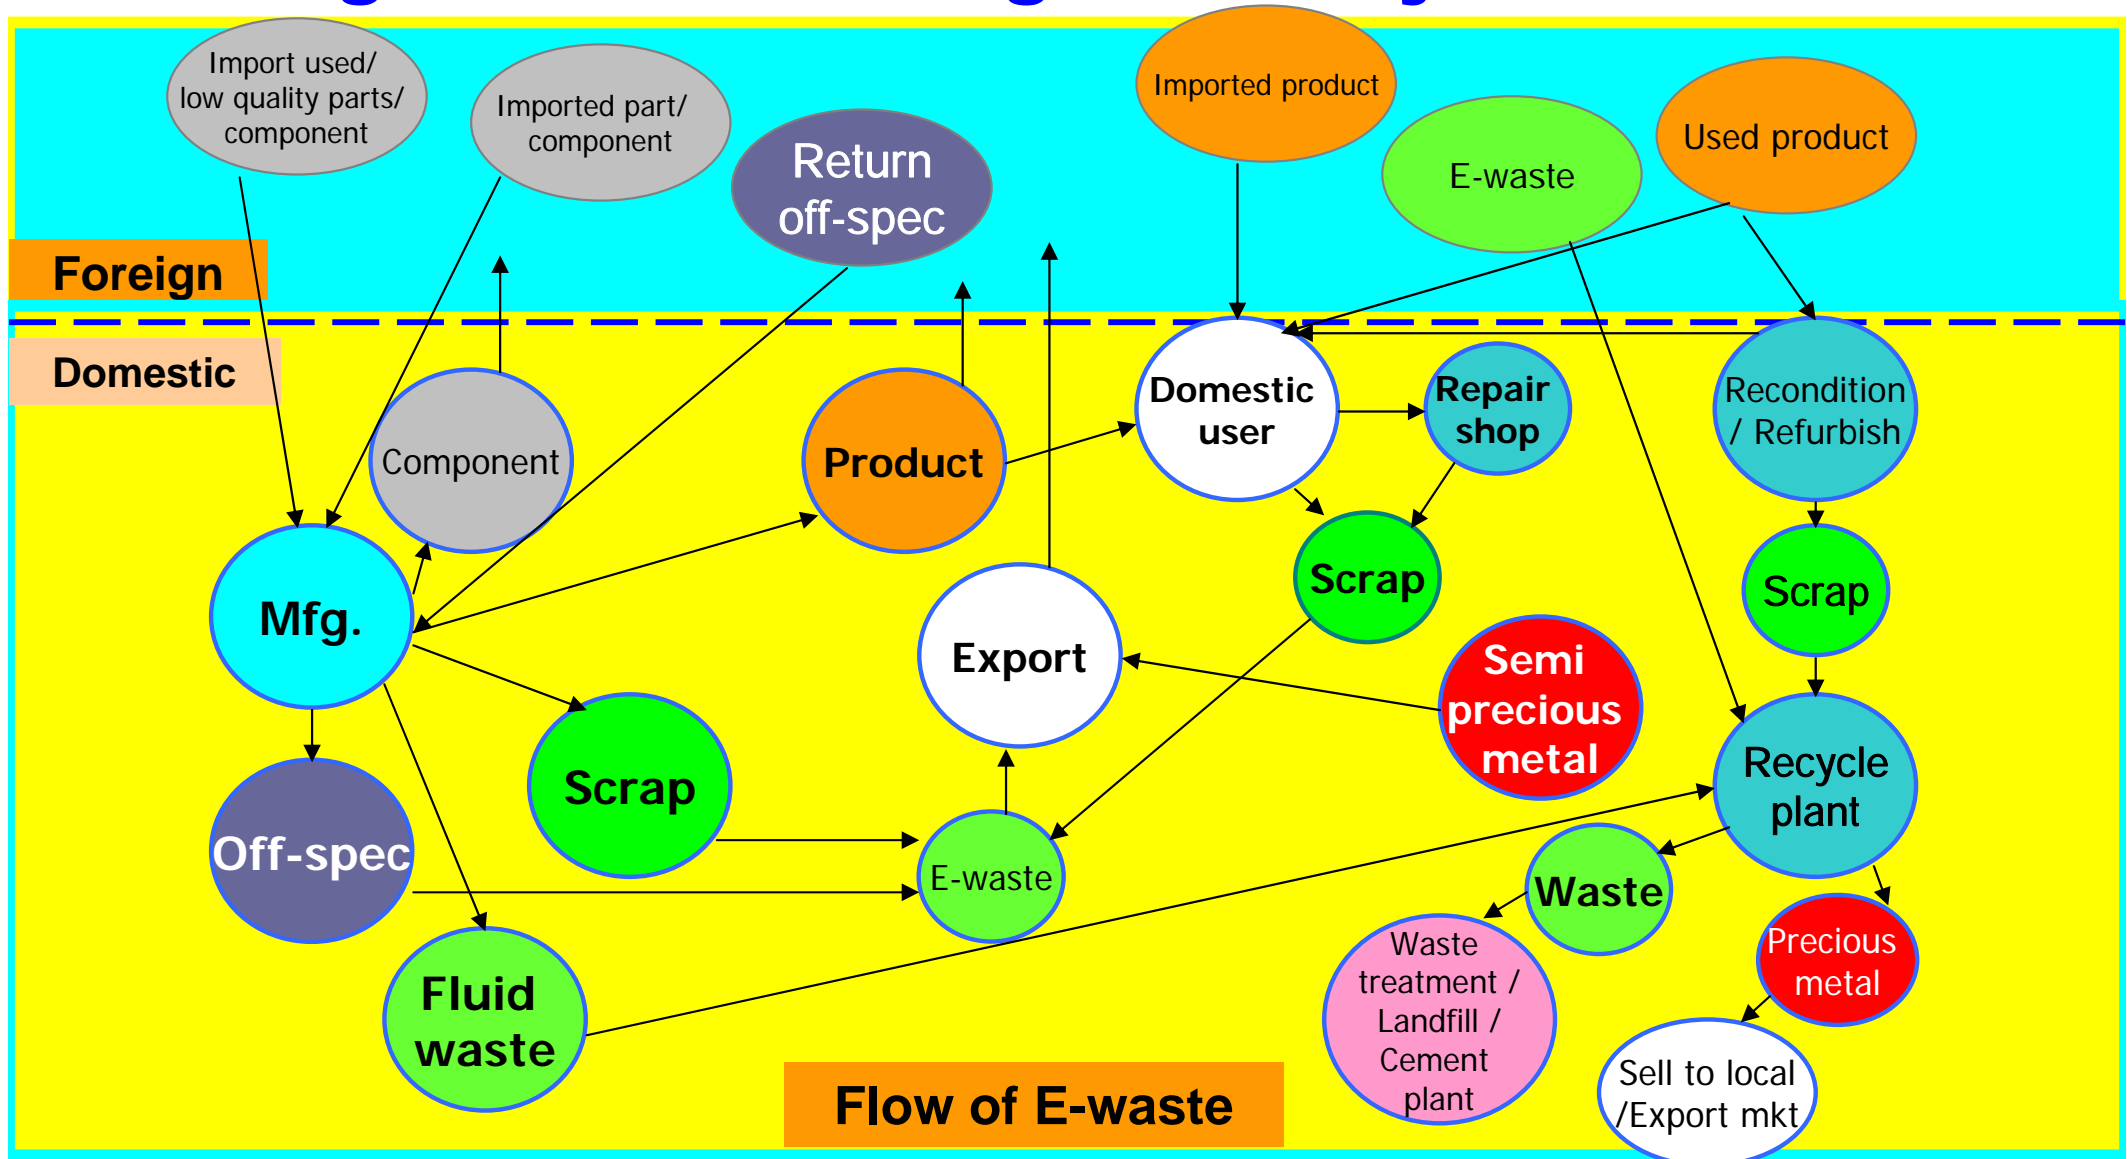 Import used/
low quality parts/
component
Imported part/
component
Return
off-spec
Imported product
E-waste
Used product
Foreign
Domestic
Component
Product
Domestic
user
Repair
shop
Recondition
/ Refurbish
Mfg.
Export
Scrap
Scrap
Semi
precious
metal
Scrap
Recycle
plant
Off-spec
E-waste
Waste
Fluid
waste
Waste
treatment /
Landfill /
Cement
plant
Precious
metal
Sell to local
/Export mkt
Flow of E-waste